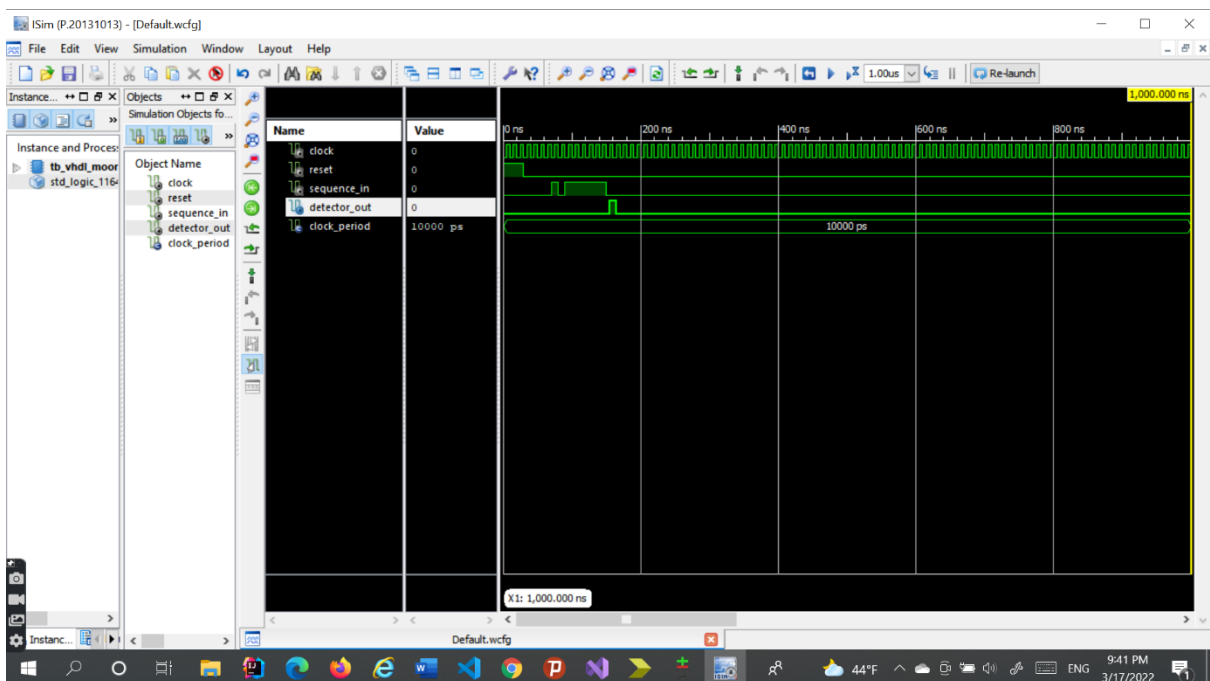 ISim (P.20131013) - [Default.wcfg]
File Edit View Simulation Window Layout Help
1.00us
Re-launch
Instance...
Objects
Simulation Objects fo...
Instance and Process
tb_vhdl_moor
std_logic_1164
Object Name
clock
reset
sequence_in
detector_out
clock_period
Name
Value
clock
0
reset
0
sequence_in
0
detector_out
0
clock_period
10000 ps
1,000.000 ns
0 ns
200 ns
400 ns
600 ns
800 ns
10000 ps
X1: 1,000.000 ns
Instanc...
Default.wcfg
44°F
ENG
9:41 PM
3/17/2022